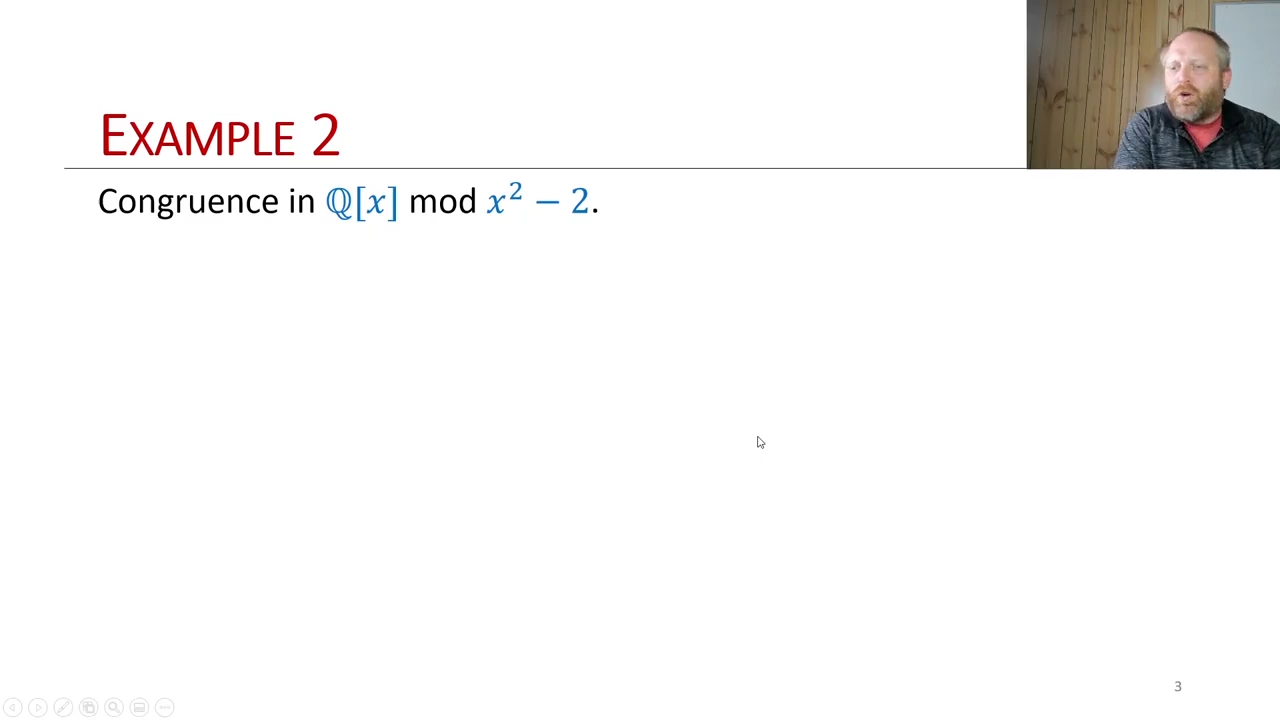 EXAMPLE 2
Congruence in ℚ[x] mod x² − 2.
3